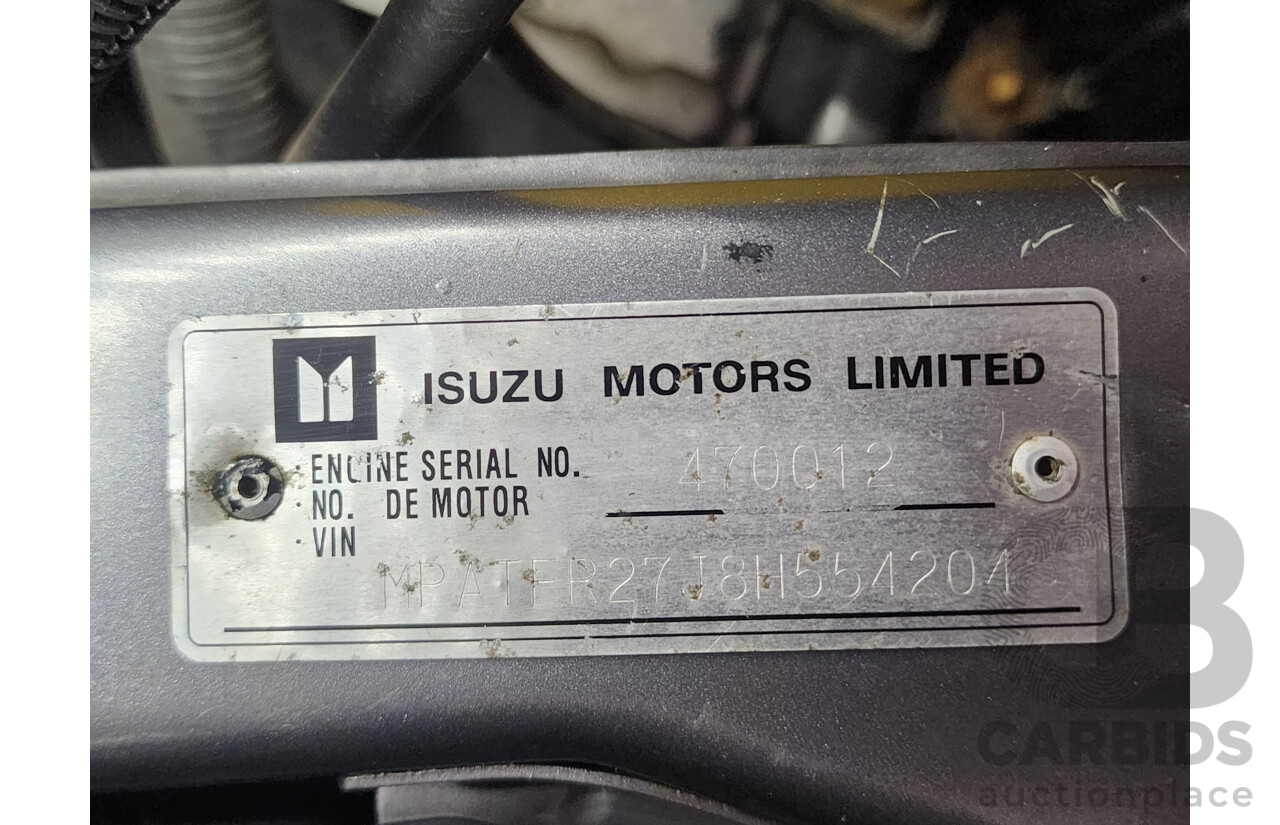 ISUZU MOTORS LIMITED
ENGINE SERIAL NO. 470012
NO. DE MOTOR
VIN
MPATFR27J8H554204
CARBIDS
auctionplace